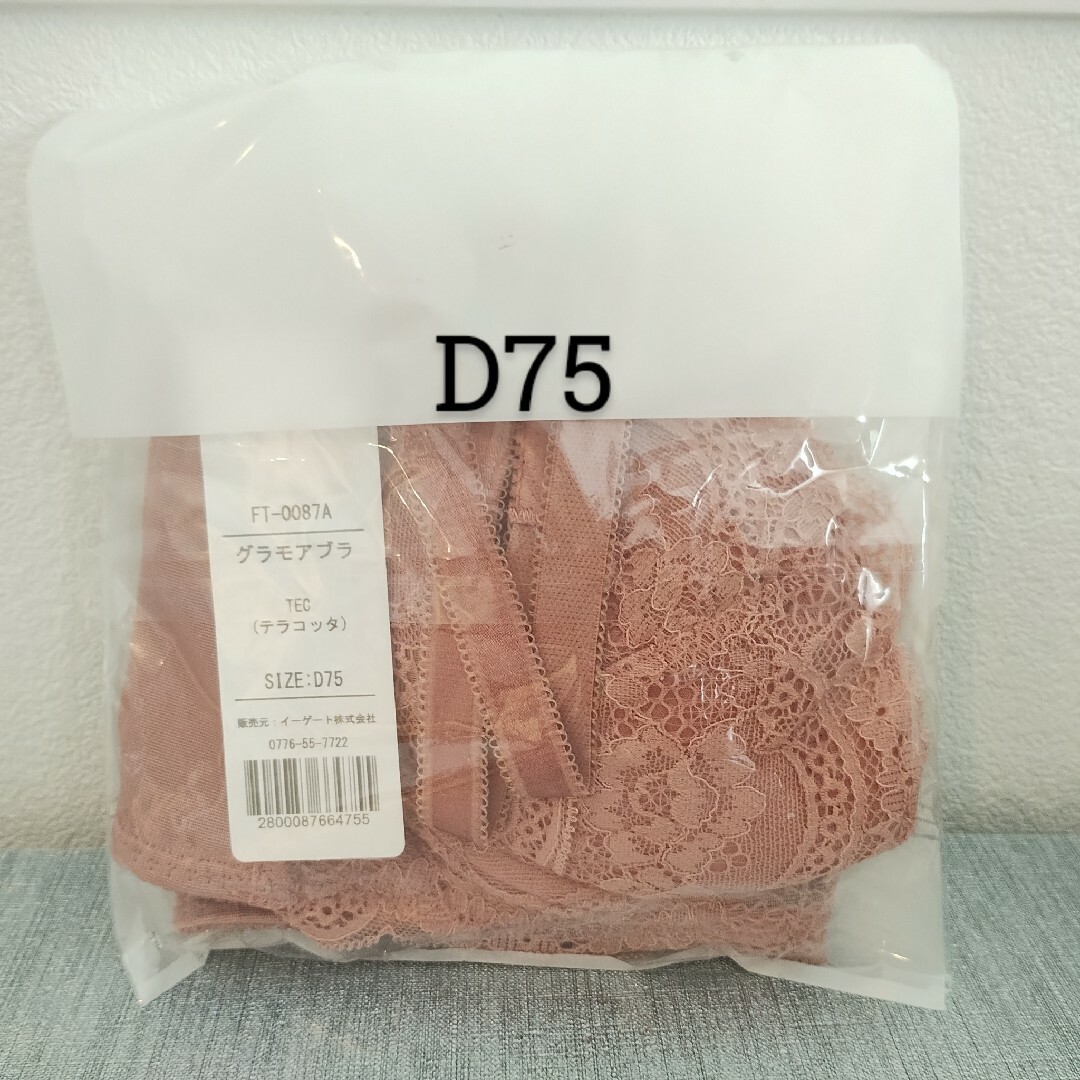 D75
FT-0087A
グラモアブラ
TEC
(テラコッタ)
SIZE:D75
販売元:イーゲート株式会社
0776-55-7722
2800087664755